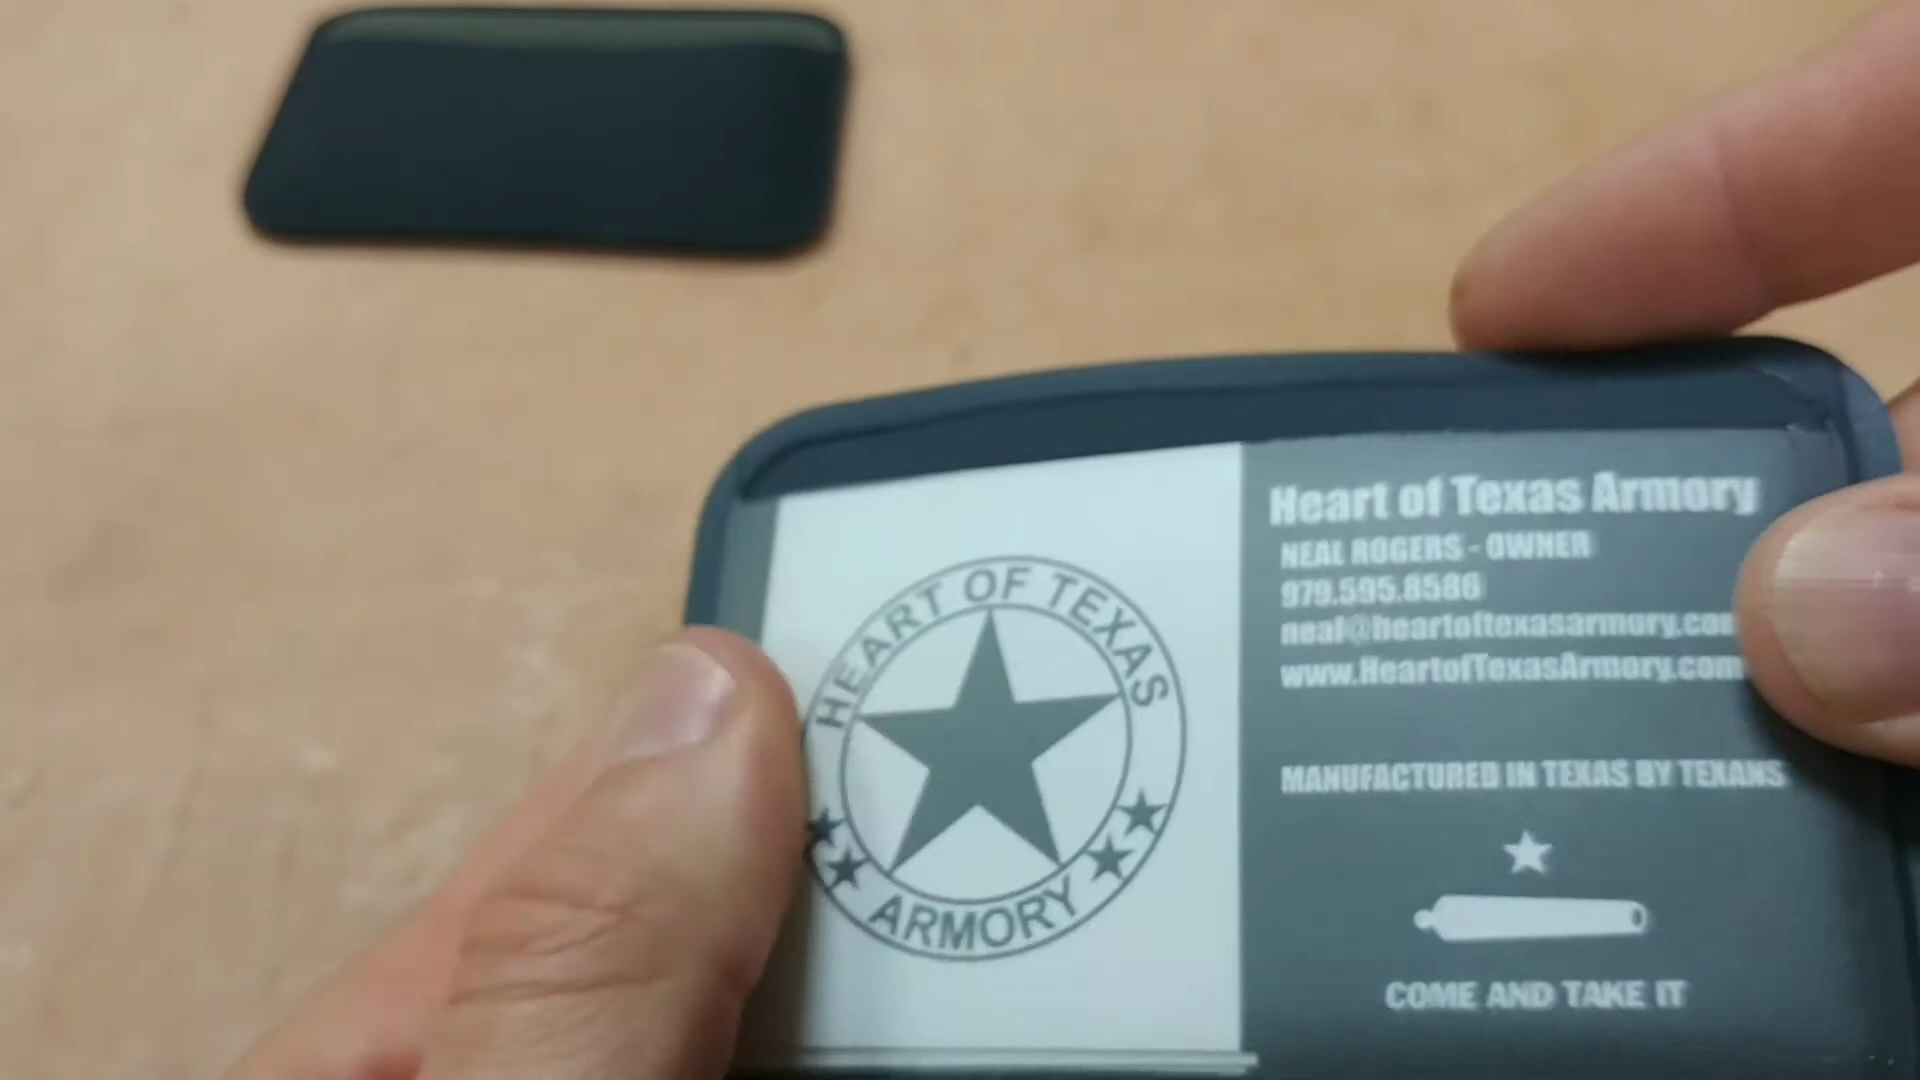 HEART OF TEXAS
ARMORY
Heart of Texas Armory
NEAL ROGERS - OWNER
979.595.8586
neal@heartoftexasarmory.com
www.HeartofTexasArmory.com
MANUFACTURED IN TEXAS BY TEXANS
COME AND TAKE IT